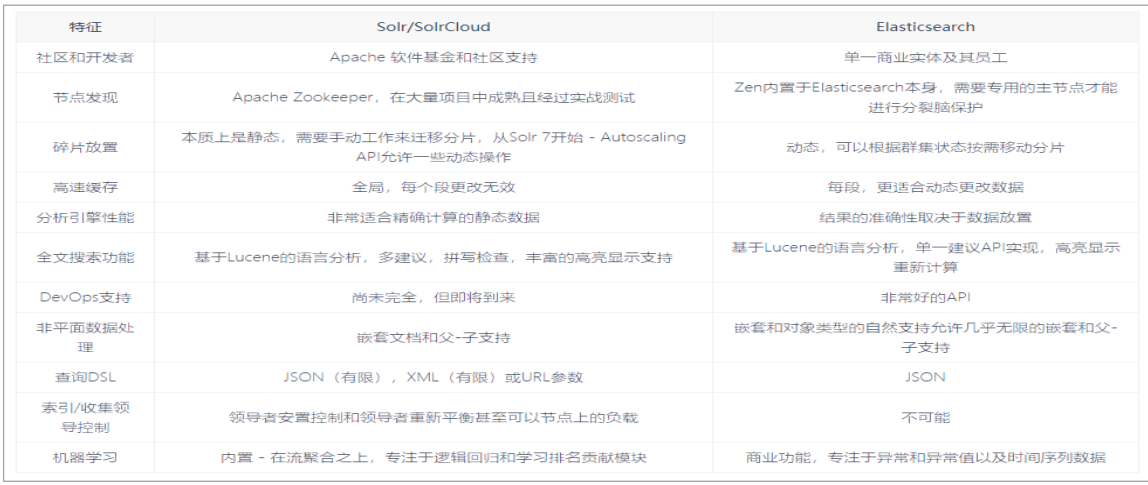 特征 Solr/SolrCloud Elasticsearch
社区和开发者 Apache 软件基金和社区支持 单一商业实体及其员工
节点发现 Apache Zookeeper，在大量项目中成熟且经过实战测试 Zen内置于Elasticsearch本身，需要专用的主节点才能
进行分裂脑保护
碎片放置 本质上是静态，需要手动工作来迁移分片，从Solr 7开始 - Autoscaling
API允许一些动态操作 动态，可以根据群集状态按需移动分片
高速缓存 全局，每个段更改无效 每段，更适合动态更改数据
分析引擎性能 非常适合精确计算的静态数据 结果的准确性取决于数据放置
全文搜索功能 基于Lucene的语言分析，多建议，拼写检查，丰富的高亮显示支持 基于Lucene的语言分析，单一建议API实现，高亮显示
重新计算
DevOps支持 尚未完全，但即将到来 非常好的API
非平面数据处
理 嵌套文档和父-子支持 嵌套和对象类型的自然支持允许几乎无限的嵌套和父-
子支持
查询DSL JSON（有限），XML（有限）或URL参数 JSON
索引/收集领
导控制 领导者安置控制和领导者重新平衡甚至可以节点上的负载 不可能
机器学习 内置 - 在流聚合之上，专注于逻辑回归和学习排名贡献模块 商业功能，专注于异常和异常值以及时间序列数据